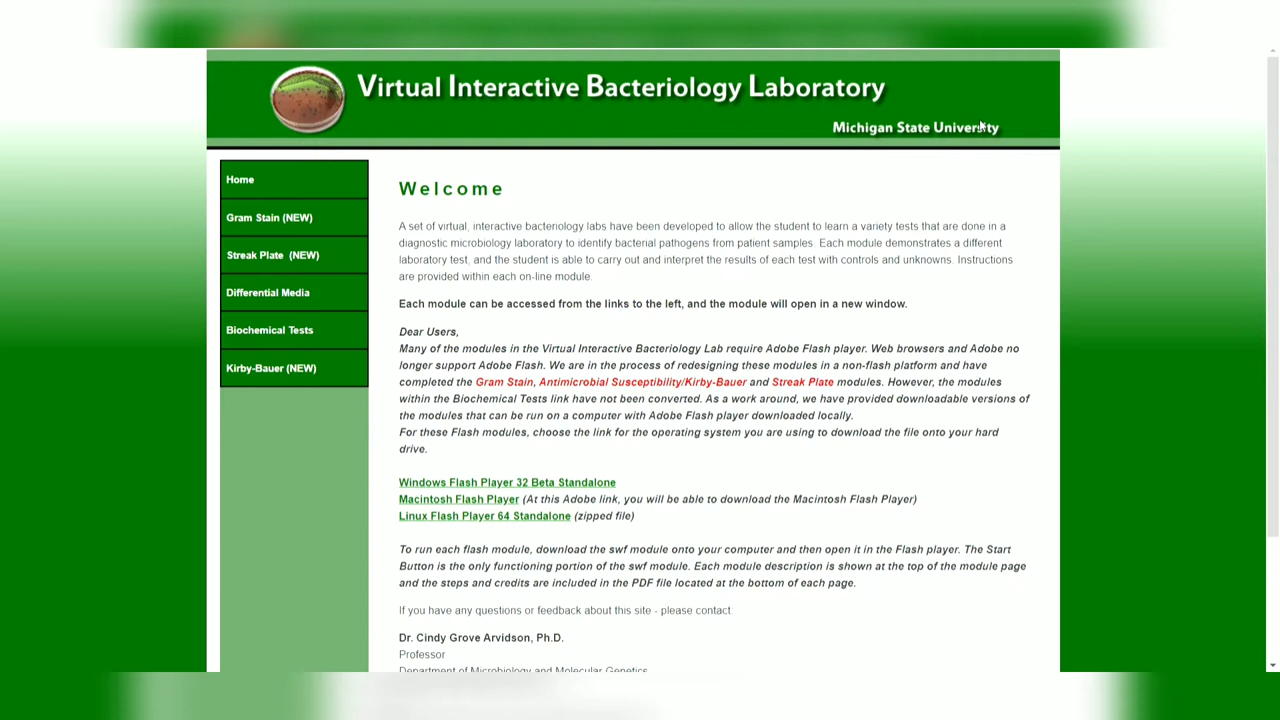 Virtual Interactive Bacteriology Laboratory
Michigan State University
Home
Gram Stain (NEW)
Streak Plate (NEW)
Differential Media
Biochemical Tests
Kirby-Bauer (NEW)
Welcome
A set of virtual, interactive bacteriology labs have been developed to allow the student to learn a variety tests that are done in a
diagnostic microbiology laboratory to identify bacterial pathogens from patient samples. Each module demonstrates a different
laboratory test, and the student is able to carry out and interpret the results of each test with controls and unknowns. Instructions
are provided within each on-line module.
Each module can be accessed from the links to the left, and the module will open in a new window.
Dear Users,
Many of the modules in the Virtual Interactive Bacteriology Lab require Adobe Flash player. Web browsers and Adobe no
longer support Adobe Flash. We are in the process of redesigning these modules in a non-flash platform and have
completed the Gram Stain, Antimicrobial Susceptibility/Kirby-Bauer and Streak Plate modules. However, the modules
within the Biochemical Tests link have not been converted. As a work around, we have provided downloadable versions of
the modules that can be run on a computer with Adobe Flash player downloaded locally.
For these Flash modules, choose the link for the operating system you are using to download the file onto your hard
drive.
Windows Flash Player 32 Beta Standalone
Macintosh Flash Player (At this Adobe link, you will be able to download the Macintosh Flash Player)
Linux Flash Player 64 Standalone (zipped file)
To run each flash module, download the swf module onto your computer and then open it in the Flash player. The Start
Button is the only functioning portion of the swf module. Each module description is shown at the top of the module page
and the steps and credits are included in the PDF file located at the bottom of each page.
If you have any questions or feedback about this site - please contact:
Dr. Cindy Grove Arvidson, Ph.D.
Professor
Department of Microbiology and Molecular Genetics